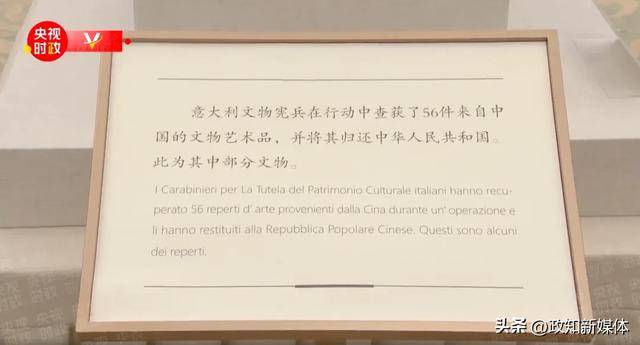 央视
时政
意大利文物宪兵在行动中查获了56件来自中
国的文物艺术品，并将其归还中华人民共和国。
此为其中部分文物。
I Carabinieri per La Tutela del Patrimonio Culturale italiani hanno recu-
perato 56 reperti d' arte provenienti dalla Cina durante un' operazione e
li hanno restituiti alla Repubblica Popolare Cinese. Questi sono alcuni
dei reperti.
头条 @政知新媒体